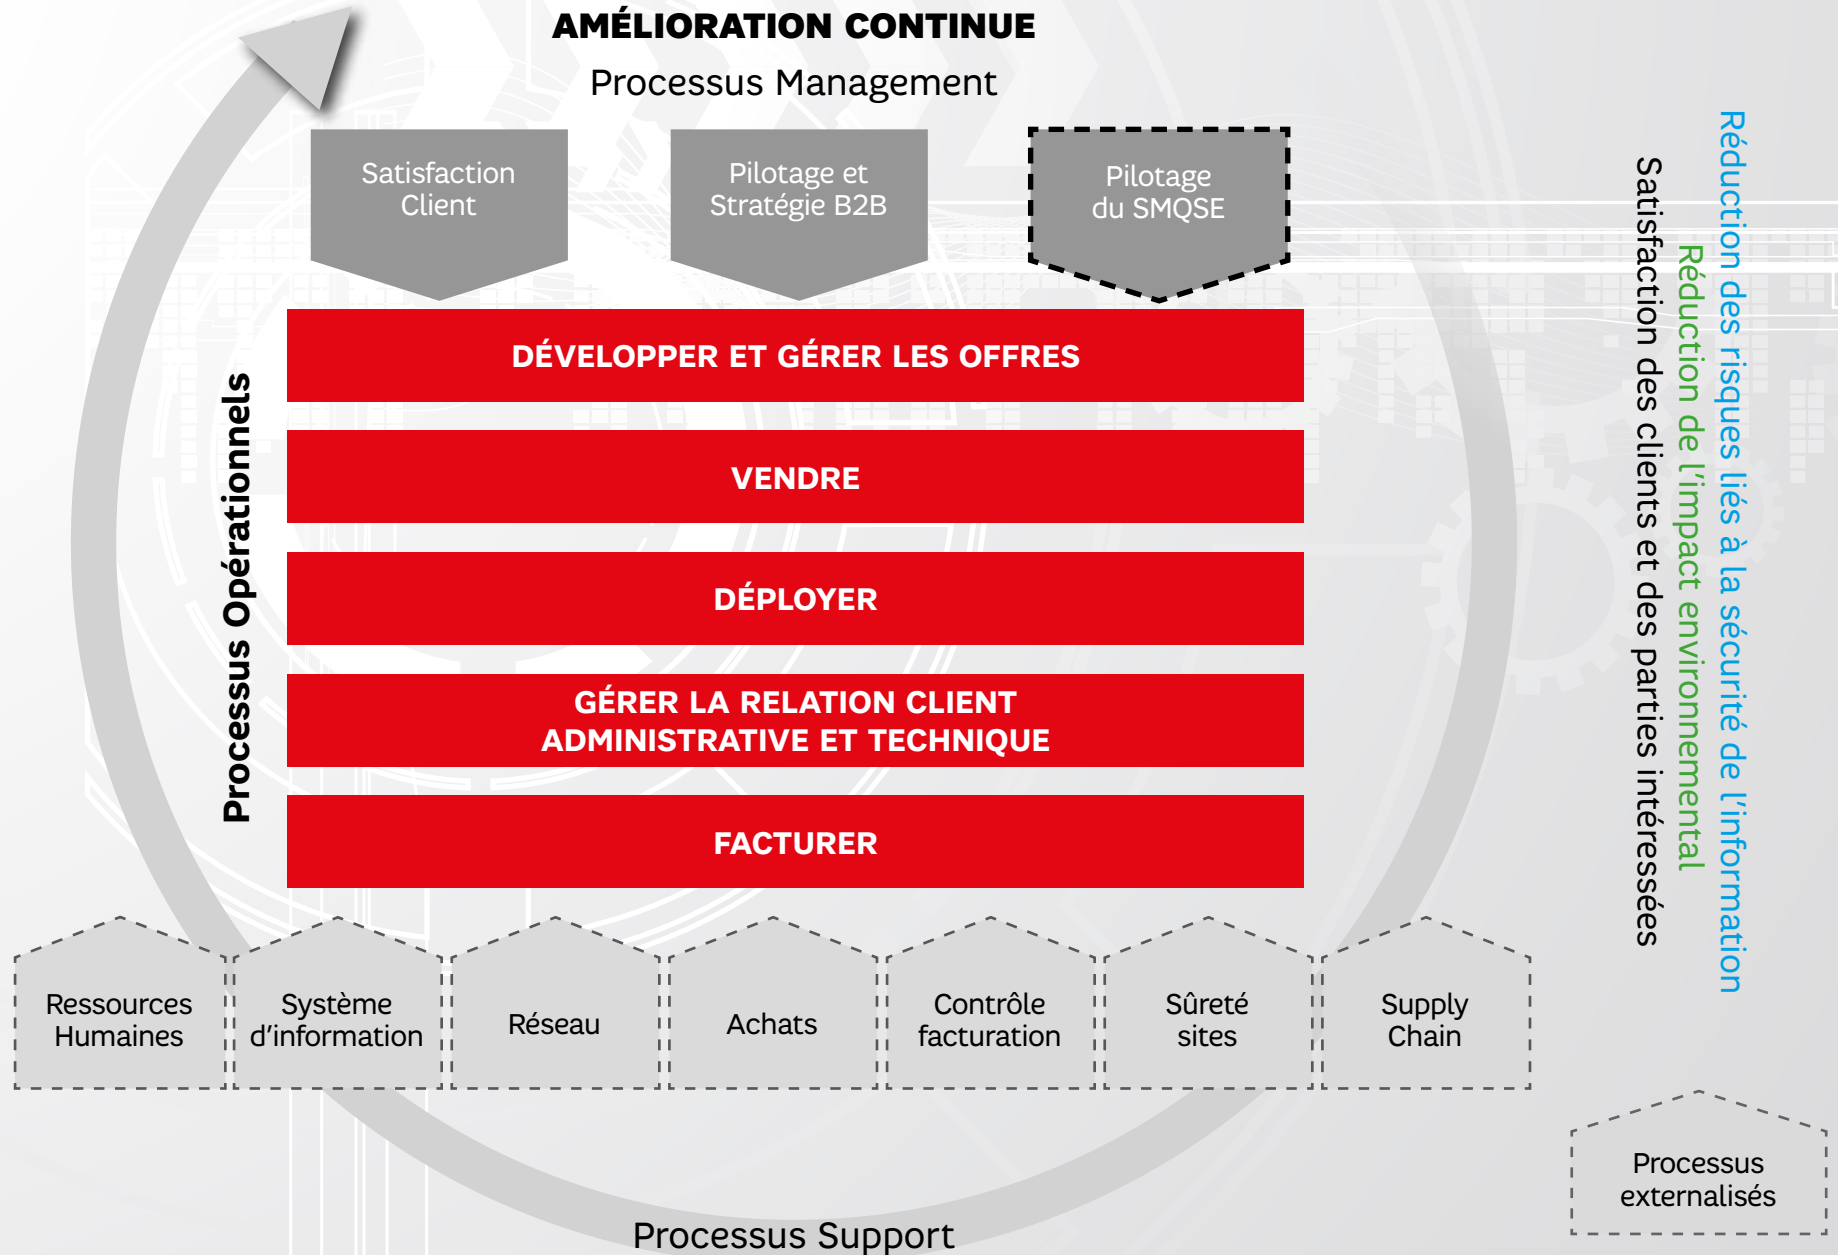 AMÉLIORATION CONTINUE
Processus Management
Satisfaction
Client
Pilotage et
Stratégie B2B
Pilotage
du SMQSE
Processus Opérationnels
DÉVELOPPER ET GÉRER LES OFFRES
VENDRE
DÉPLOYER
GÉRER LA RELATION CLIENT
ADMINISTRATIVE ET TECHNIQUE
FACTURER
Satisfaction des clients et des parties intéressées
Réduction de l'impact environnemental
Réduction des risques liés à la sécurité de l'information
Ressources
Humaines
Système
d'information
Réseau
Achats
Contrôle
facturation
Sûreté
sites
Supply
Chain
Processus
externalisés
Processus Support